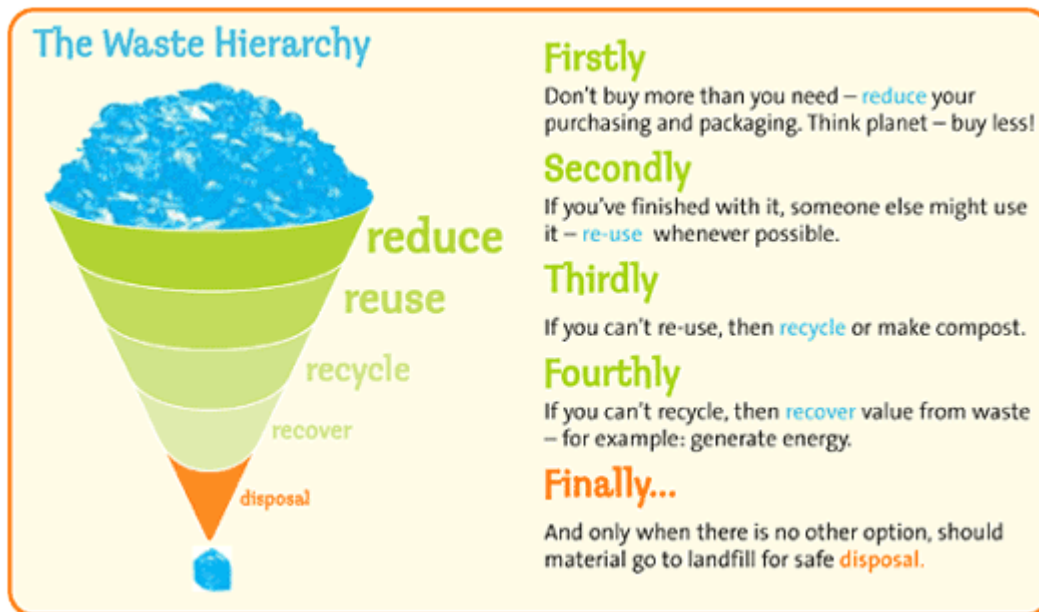 The Waste Hierarchy
reduce
reuse
recycle
recover
disposal
Firstly
Don't buy more than you need – reduce your
purchasing and packaging. Think planet – buy less!
Secondly
If you've finished with it, someone else might use
it – re-use whenever possible.
Thirdly
If you can't re-use, then recycle or make compost.
Fourthly
If you can't recycle, then recover value from waste
– for example: generate energy.
Finally...
And only when there is no other option, should
material go to landfill for safe disposal.